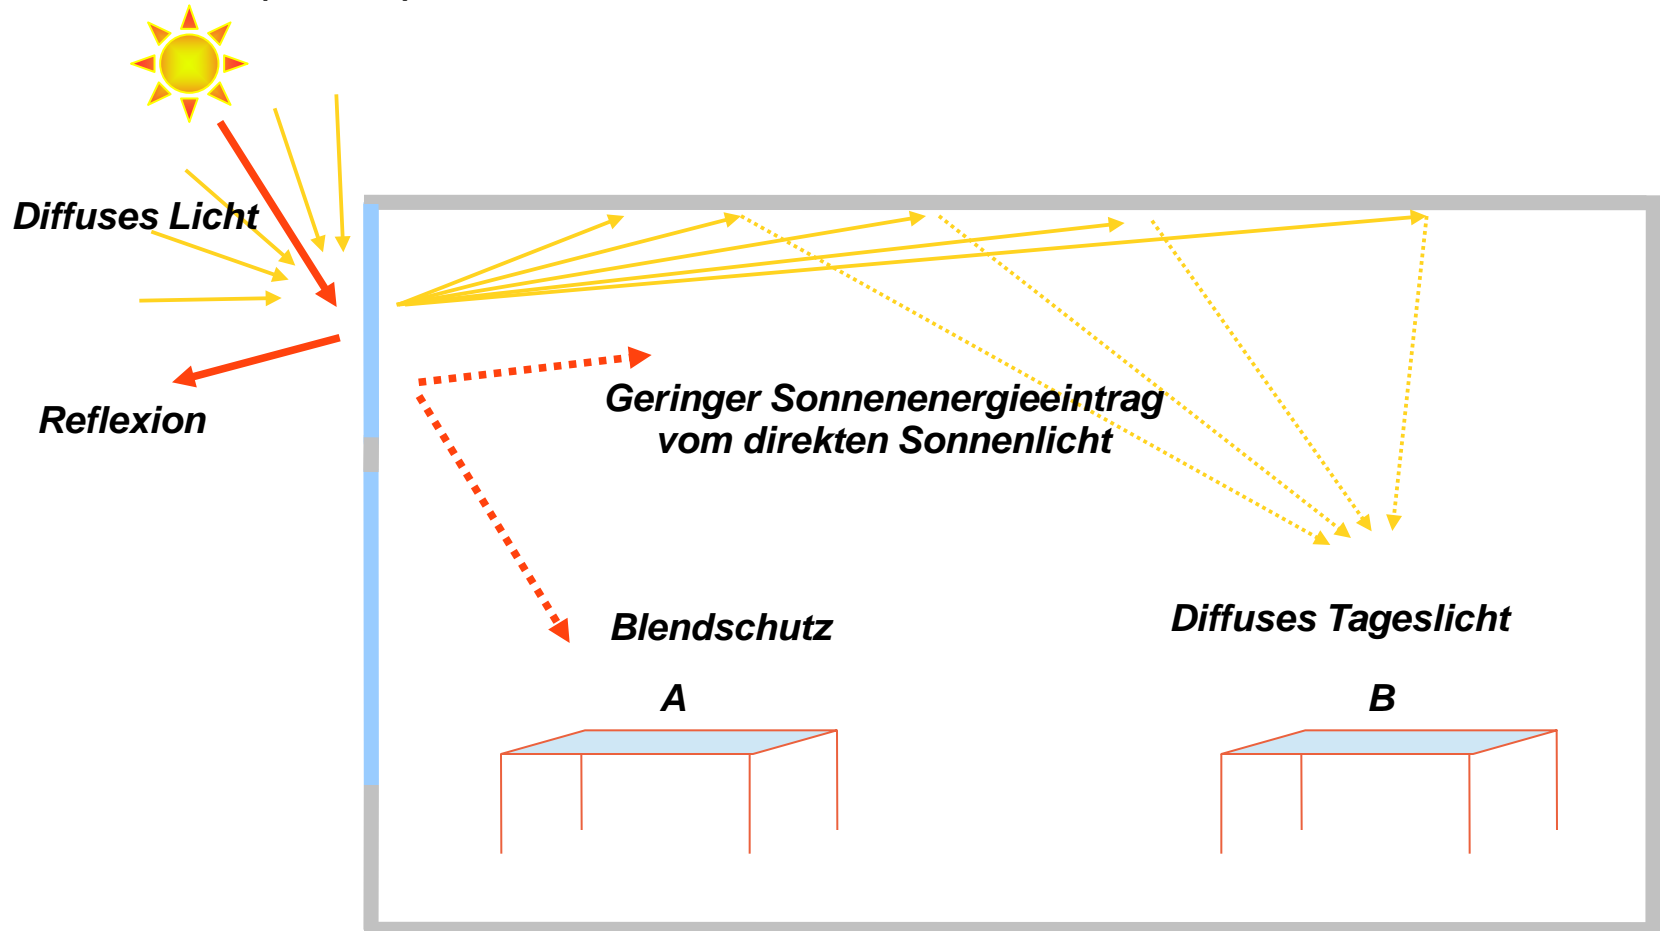 Diffuses Licht
Reflexion
Geringer Sonnenenergieeintrag
vom direkten Sonnenlicht
Blendschutz
Diffuses Tageslicht
A
B